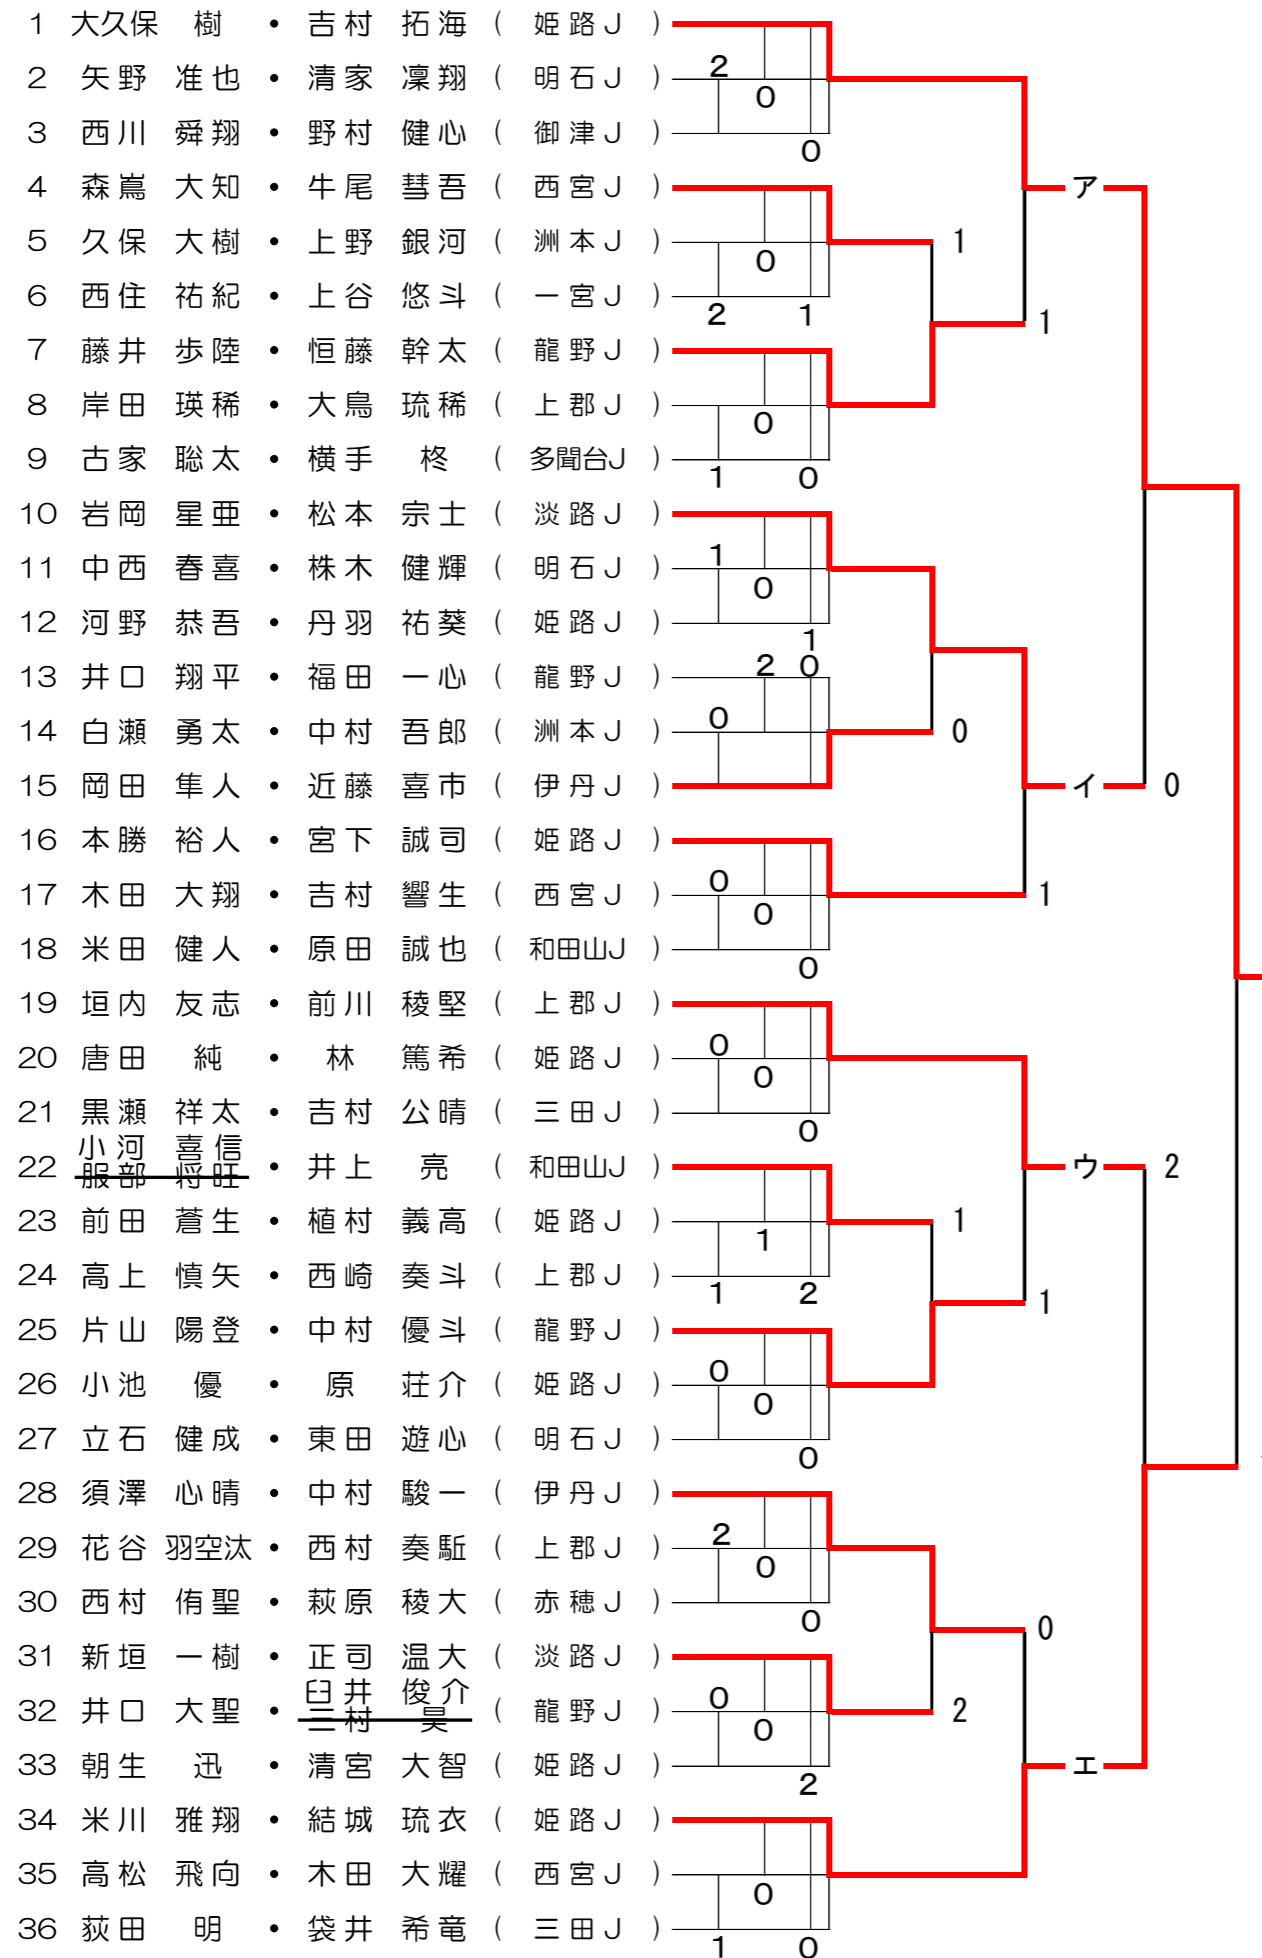 1 大久保 樹 ・ 吉村 拓海 ( 姫路J )
2 矢野 准也 ・ 清家 凜翔 ( 明石J ) 2
0
3 西川 舜翔 ・ 野村 健心 ( 御津J )
0
4 森嶌 大知 ・ 牛尾 彗吾 ( 西宮J ) ア
5 久保 大樹 ・ 上野 銀河 ( 洲本J ) 1
0
6 西住 祐紀 ・ 上谷 悠斗 ( 一宮J )
2 1 1
7 藤井 歩陸 ・ 恒藤 幹太 ( 龍野J )
8 岸田 瑛稀 ・ 大鳥 琉稀 ( 上郡J )
0
9 古家 聡太 ・ 横手 柊 ( 多聞台J )
1 0
10 岩岡 星亜 ・ 松本 宗士 ( 淡路J )
11 中西 春喜 ・ 株木 健輝 ( 明石J ) 1
0
12 河野 恭吾 ・ 丹羽 祐葵 ( 姫路J )
1
13 井口 翔平 ・ 福田 一心 ( 龍野J ) 2 0
14 白瀬 勇太 ・ 中村 吾郎 ( 洲本J ) 0 0
15 岡田 隼人 ・ 近藤 喜市 ( 伊丹J ) イ 0
16 本勝 裕人 ・ 宮下 誠司 ( 姫路J )
17 木田 大翔 ・ 吉村 響生 ( 西宮J ) 0 1
0
18 米田 健人 ・ 原田 誠也 ( 和田山J )
0
19 垣内 友志 ・ 前川 稜堅 ( 上郡J )
20 唐田 純 ・ 林 篤希 ( 姫路J ) 0
0
21 黒瀬 祥太 ・ 吉村 公晴 ( 三田J )
0
小河 喜信
22 服部 将旺 ・ 井上 亮 ( 和田山J ) ウ 2
23 前田 蒼生 ・ 植村 義高 ( 姫路J ) 1
1
24 高上 慎矢 ・ 西崎 奏斗 ( 上郡J )
1 2 1
25 片山 陽登 ・ 中村 優斗 ( 龍野J )
26 小池 優 ・ 原 荘介 ( 姫路J ) 0
0
27 立石 健成 ・ 東田 遊心 ( 明石J )
0
28 須澤 心晴 ・ 中村 駿一 ( 伊丹J )
29 花谷 羽空汰 ・ 西村 奏駈 ( 上郡J ) 2
0
30 西村 侑聖 ・ 萩原 稜大 ( 赤穂J )
0 0
31 新垣 一樹 ・ 正司 温大 ( 淡路J )
臼井 俊介
32 井口 大聖 ・ 三村 昊 ( 龍野J ) 0 2
0
33 朝生 迅 ・ 清宮 大智 ( 姫路J ) エ
2
34 米川 雅翔 ・ 結城 琉衣 ( 姫路J )
35 高松 飛向 ・ 木田 大耀 ( 西宮J )
0
36 荻田 明 ・ 袋井 希竜 ( 三田J )
1 0